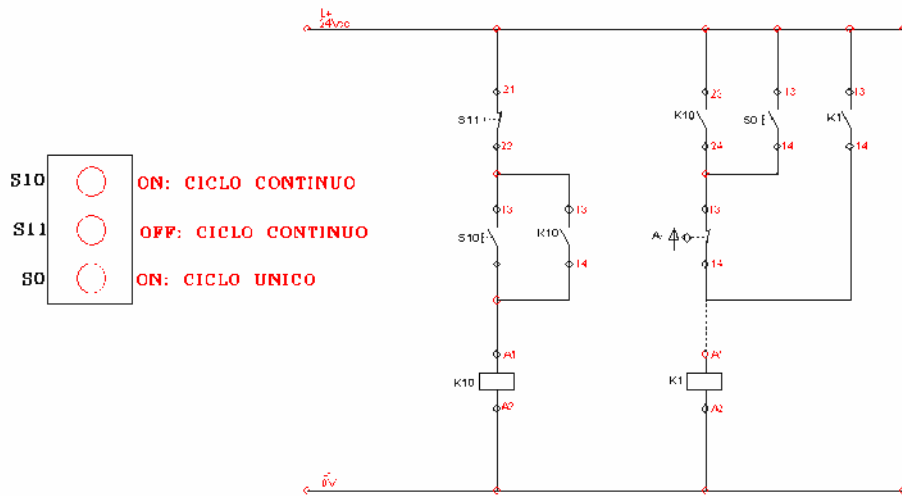 L+
24Vcc
21
S11
22
13
S10
K10
14
A1
K10
A2
23
K10
24
13
S0
14
13
K1
14
13
A
14
A1
K1
A2
0V
S10 ON: CICLO CONTINUO
S11 OFF: CICLO CONTINUO
S0 ON: CICLO UNICO
13